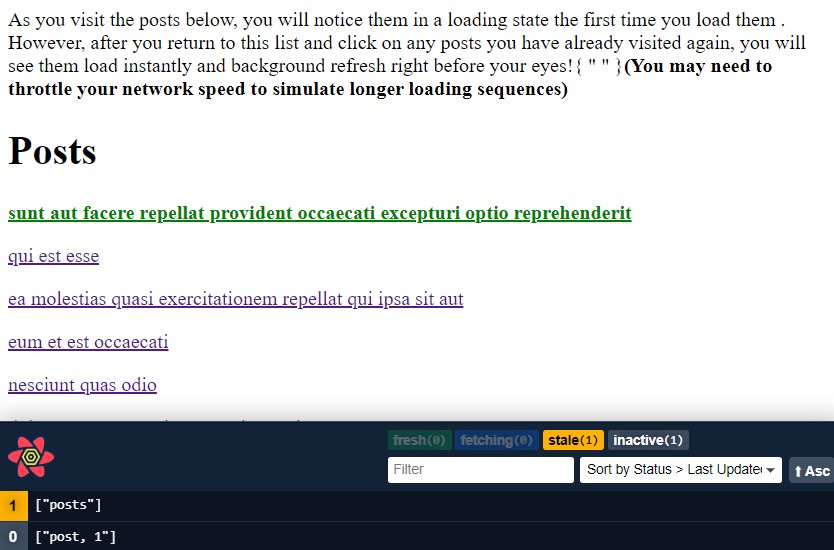 As you visit the posts below, you will notice them in a loading state the first time you load them .
However, after you return to this list and click on any posts you have already visited again, you will
see them load instantly and background refresh right before your eyes!{ " " }(You may need to
throttle your network speed to simulate longer loading sequences)
Posts
sunt aut facere repellat provident occaecati excepturi optio reprehenderit
qui est esse
ea molestias quasi exercitationem repellat qui ipsa sit aut
eum et est occaecati
nesciunt quas odio
fresh(0) fetching(0) stale(1) inactive(1)
Filter Sort by Status > Last Update ⬆ Asc
1 ["posts"]
0 ["post, 1"]